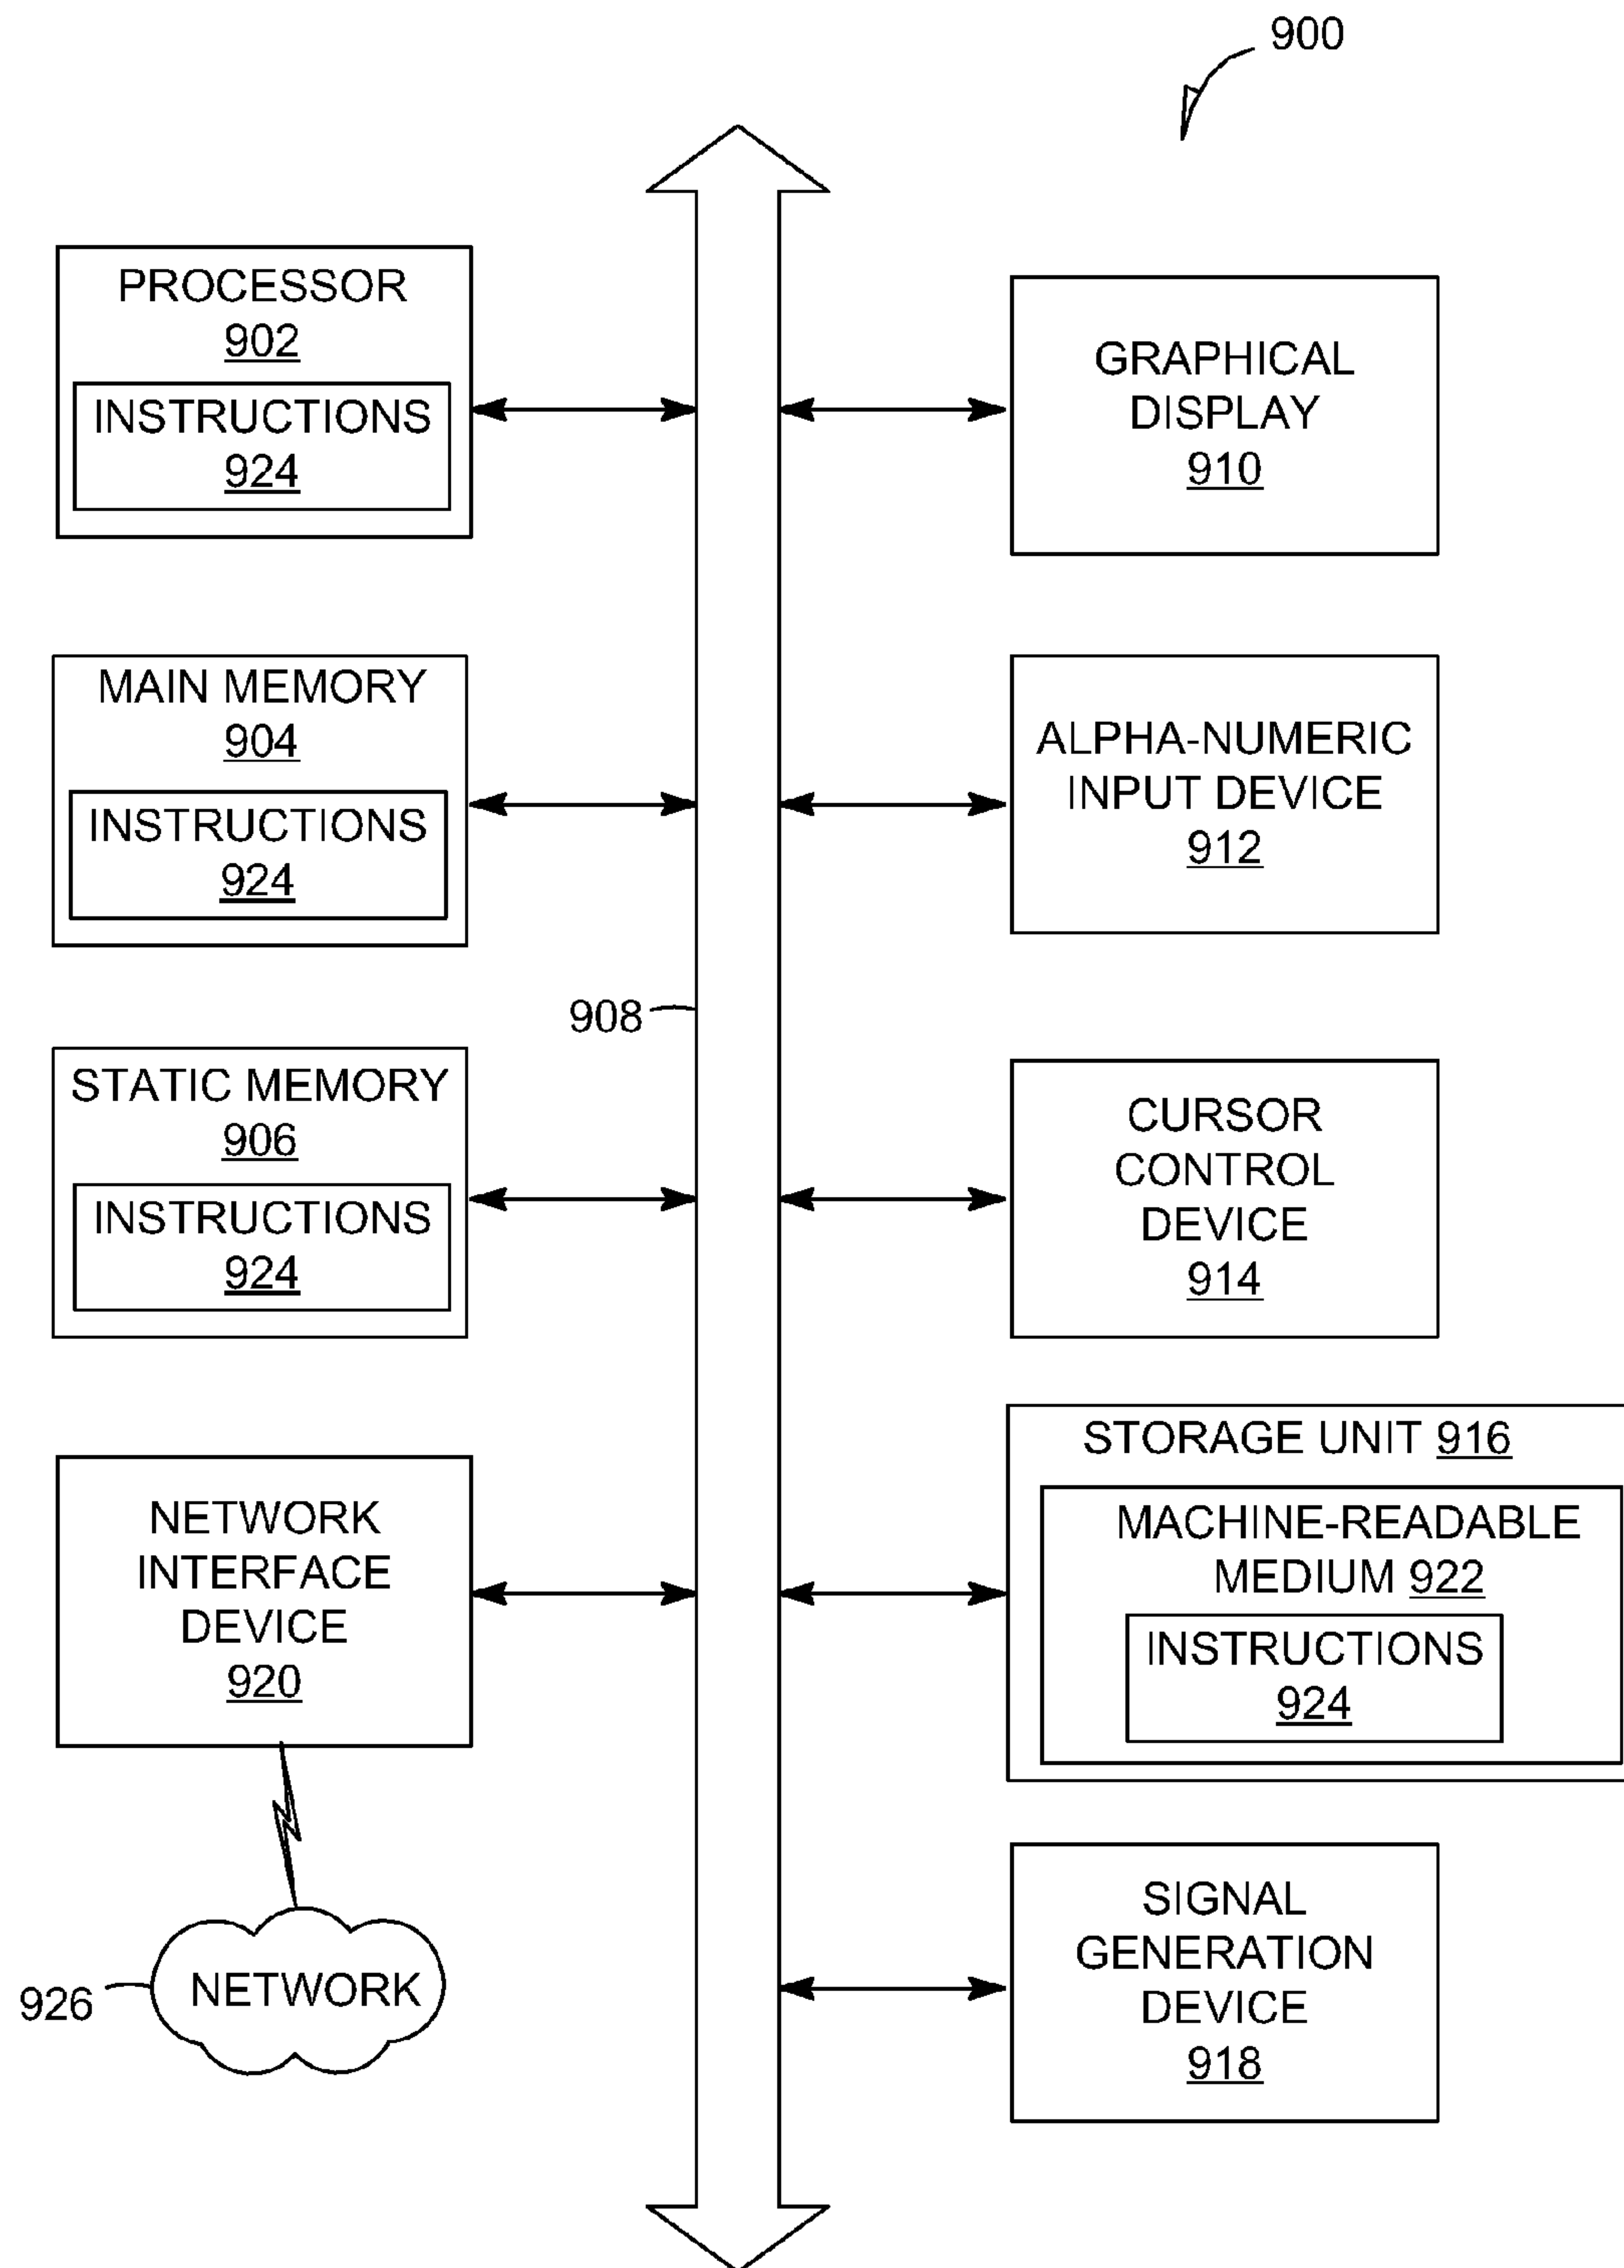 900
PROCESSOR
902
INSTRUCTIONS
924
MAIN MEMORY
904
INSTRUCTIONS
924
908
STATIC MEMORY
906
INSTRUCTIONS
924
NETWORK
INTERFACE
DEVICE
920
926
NETWORK
GRAPHICAL
DISPLAY
910
ALPHA-NUMERIC
INPUT DEVICE
912
CURSOR
CONTROL
DEVICE
914
STORAGE UNIT 916
MACHINE-READABLE
MEDIUM 922
INSTRUCTIONS
924
SIGNAL
GENERATION
DEVICE
918